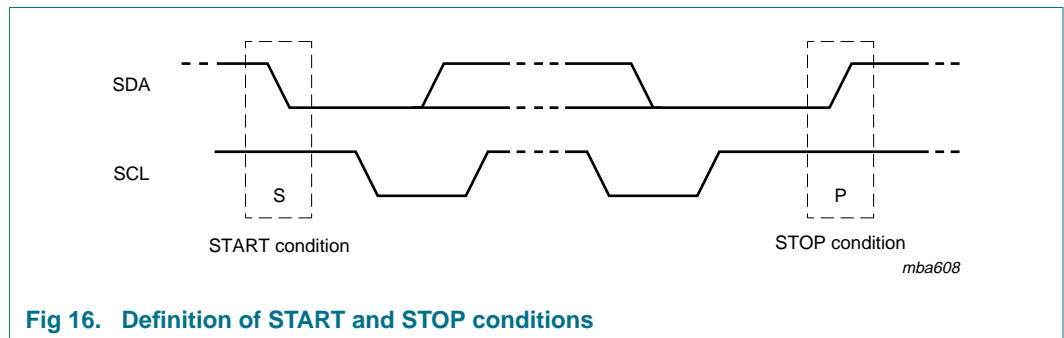 SDA
SCL
S
P
START condition
STOP condition
mba608
Fig 16. Definition of START and STOP conditions